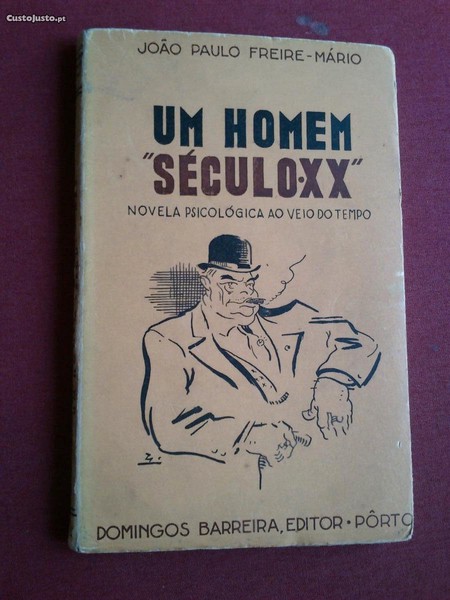 CustoJusto.pt
JOÃO PAULO FREIRE-MÁRIO
UM HOMEM
"SÉCULO·XX"
NOVELA PSICOLÓGICA AO VEIO DO TEMPO
DOMINGOS BARREIRA, EDITOR · PÔRTO